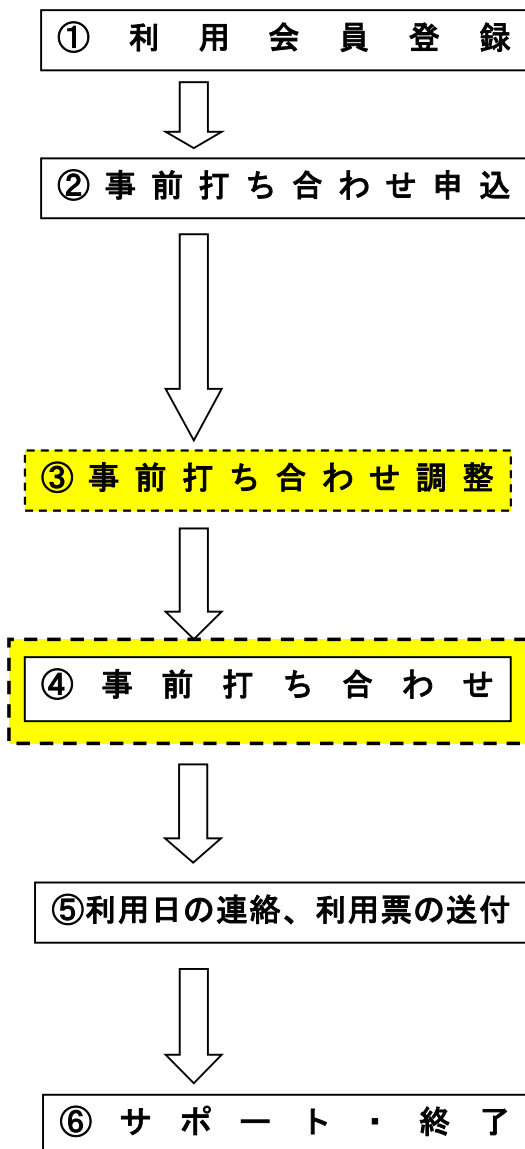 ①利用会員登録
②事前打ち合わせ申込
③事前打ち合わせ調整
④事前打ち合わせ
⑤利用日の連絡、利用票の送付
⑥サポート・終了